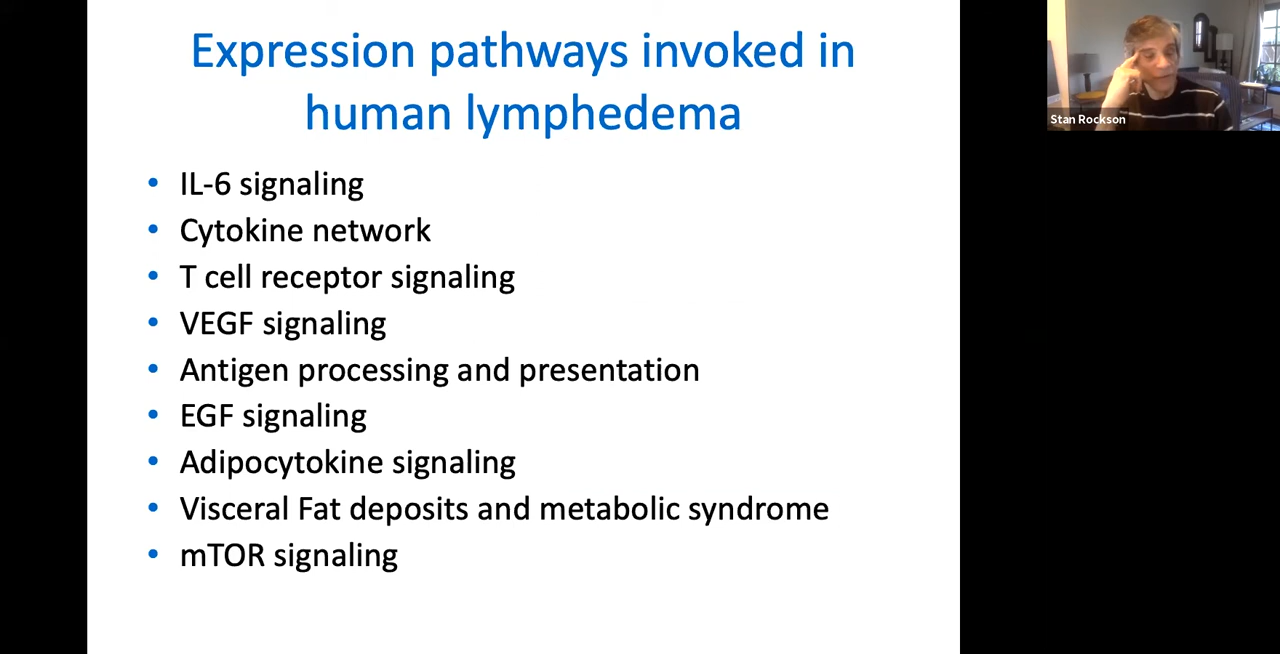 Expression pathways invoked in
human lymphedema
• IL-6 signaling
• Cytokine network
• T cell receptor signaling
• VEGF signaling
• Antigen processing and presentation
• EGF signaling
• Adipocytokine signaling
• Visceral Fat deposits and metabolic syndrome
• mTOR signaling
Stan Rockson